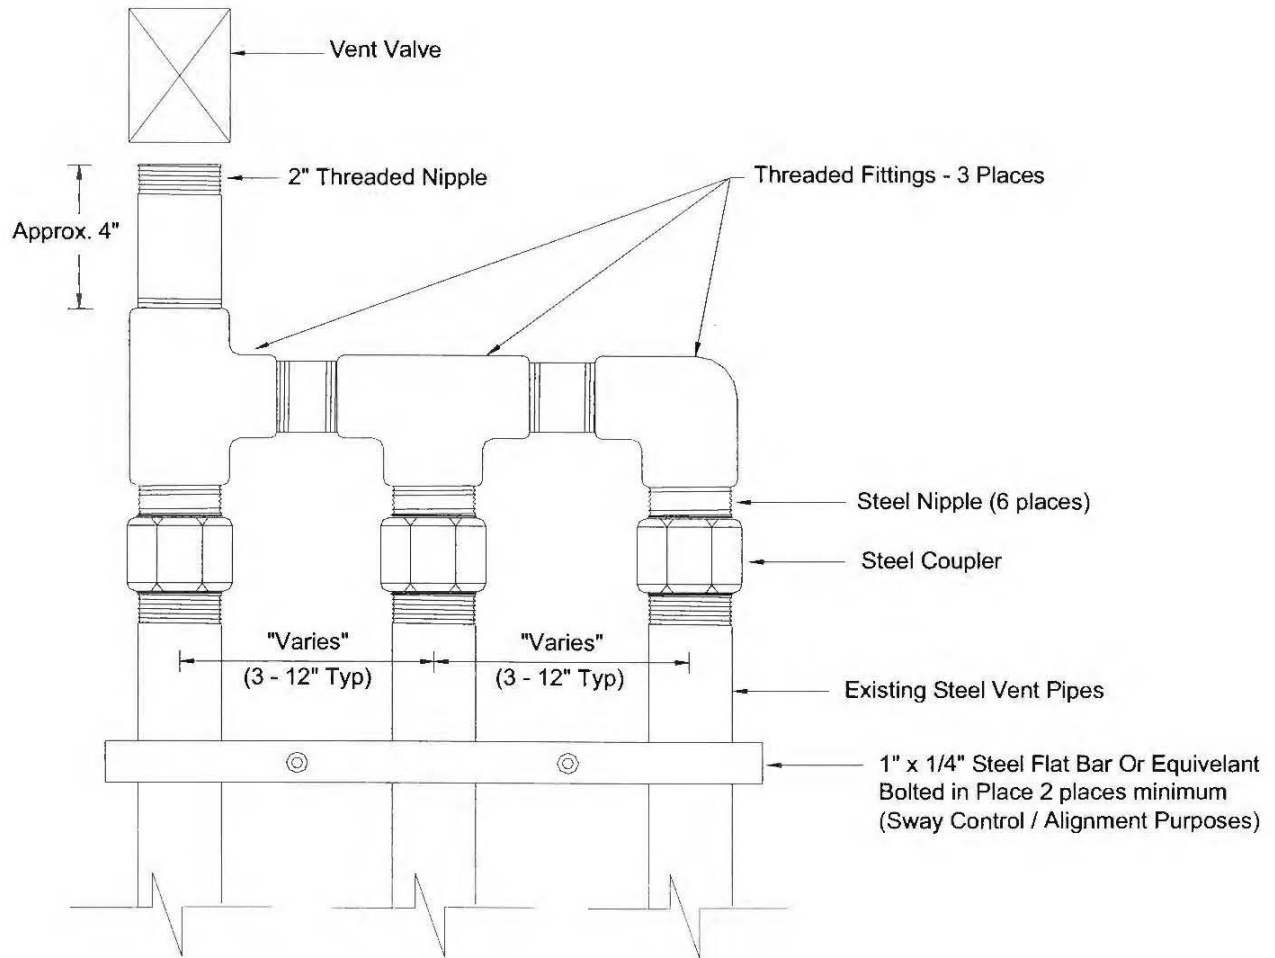 Vent Valve
2" Threaded Nipple
Threaded Fittings - 3 Places
Approx. 4"
Steel Nipple (6 places)
Steel Coupler
"Varies"
(3 - 12" Typ)
"Varies"
(3 - 12" Typ)
Existing Steel Vent Pipes
1" x 1/4" Steel Flat Bar Or Equivelant
Bolted in Place 2 places minimum
(Sway Control / Alignment Purposes)